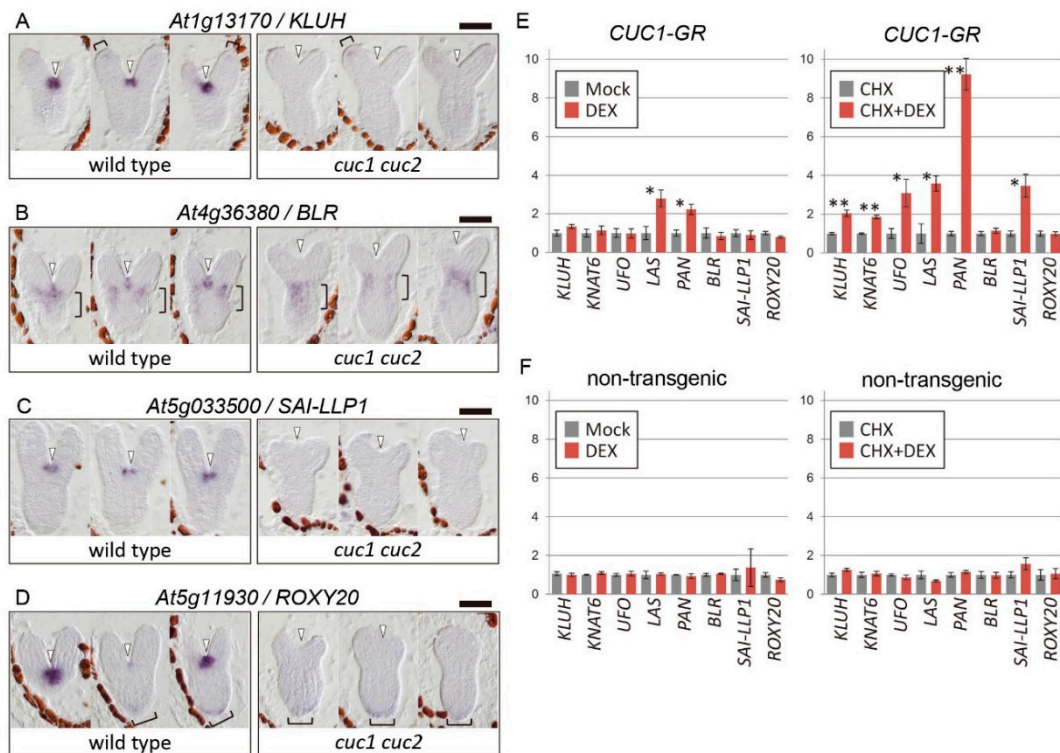 A
At1g13170 / KLUH
wild type
cuc1 cuc2
B
At4g36380 / BLR
wild type
cuc1 cuc2
C
At5g033500 / SAI-LLP1
wild type
cuc1 cuc2
D
At5g11930 / ROXY20
wild type
cuc1 cuc2
E
CUC1-GR
10
8
6
4
2
0
Mock
DEX
*
*
KLUH
KNAT6
UFO
LAS
PAN
BLR
SAI-LLP1
ROXY20
CUC1-GR
10
8
6
4
2
0
CHX
CHX+DEX
**
**
*
*
**
*
KLUH
KNAT6
UFO
LAS
PAN
BLR
SAI-LLP1
ROXY20
F
non-transgenic
10
8
6
4
2
0
Mock
DEX
KLUH
KNAT6
UFO
LAS
PAN
BLR
SAI-LLP1
ROXY20
non-transgenic
10
8
6
4
2
0
CHX
CHX+DEX
KLUH
KNAT6
UFO
LAS
PAN
BLR
SAI-LLP1
ROXY20